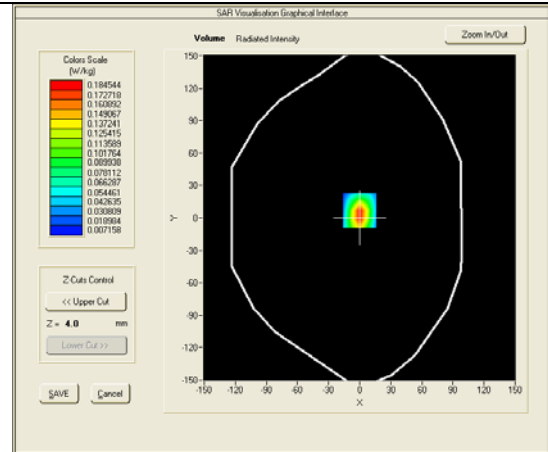 SAR Visualisation Graphical Interface
Volume Radiated Intensity
Zoom In/Out
Colors Scale
(W/kg)
0.184544
0.172718
0.160892
0.149067
0.137241
0.125415
0.113589
0.101764
0.089938
0.078112
0.066287
0.054461
0.042635
0.030809
0.018984
0.007158
Z-Cuts Control
<< Upper Cut
Z = 4.0 mm
Lower Cut >>
SAVE
Cancel
Y
150-
120-
90-
60-
30-
0-
-30-
-60-
-90-
-120-
-150-
-150 -120 -90 -60 -30 0 30 60 90 120 150
X